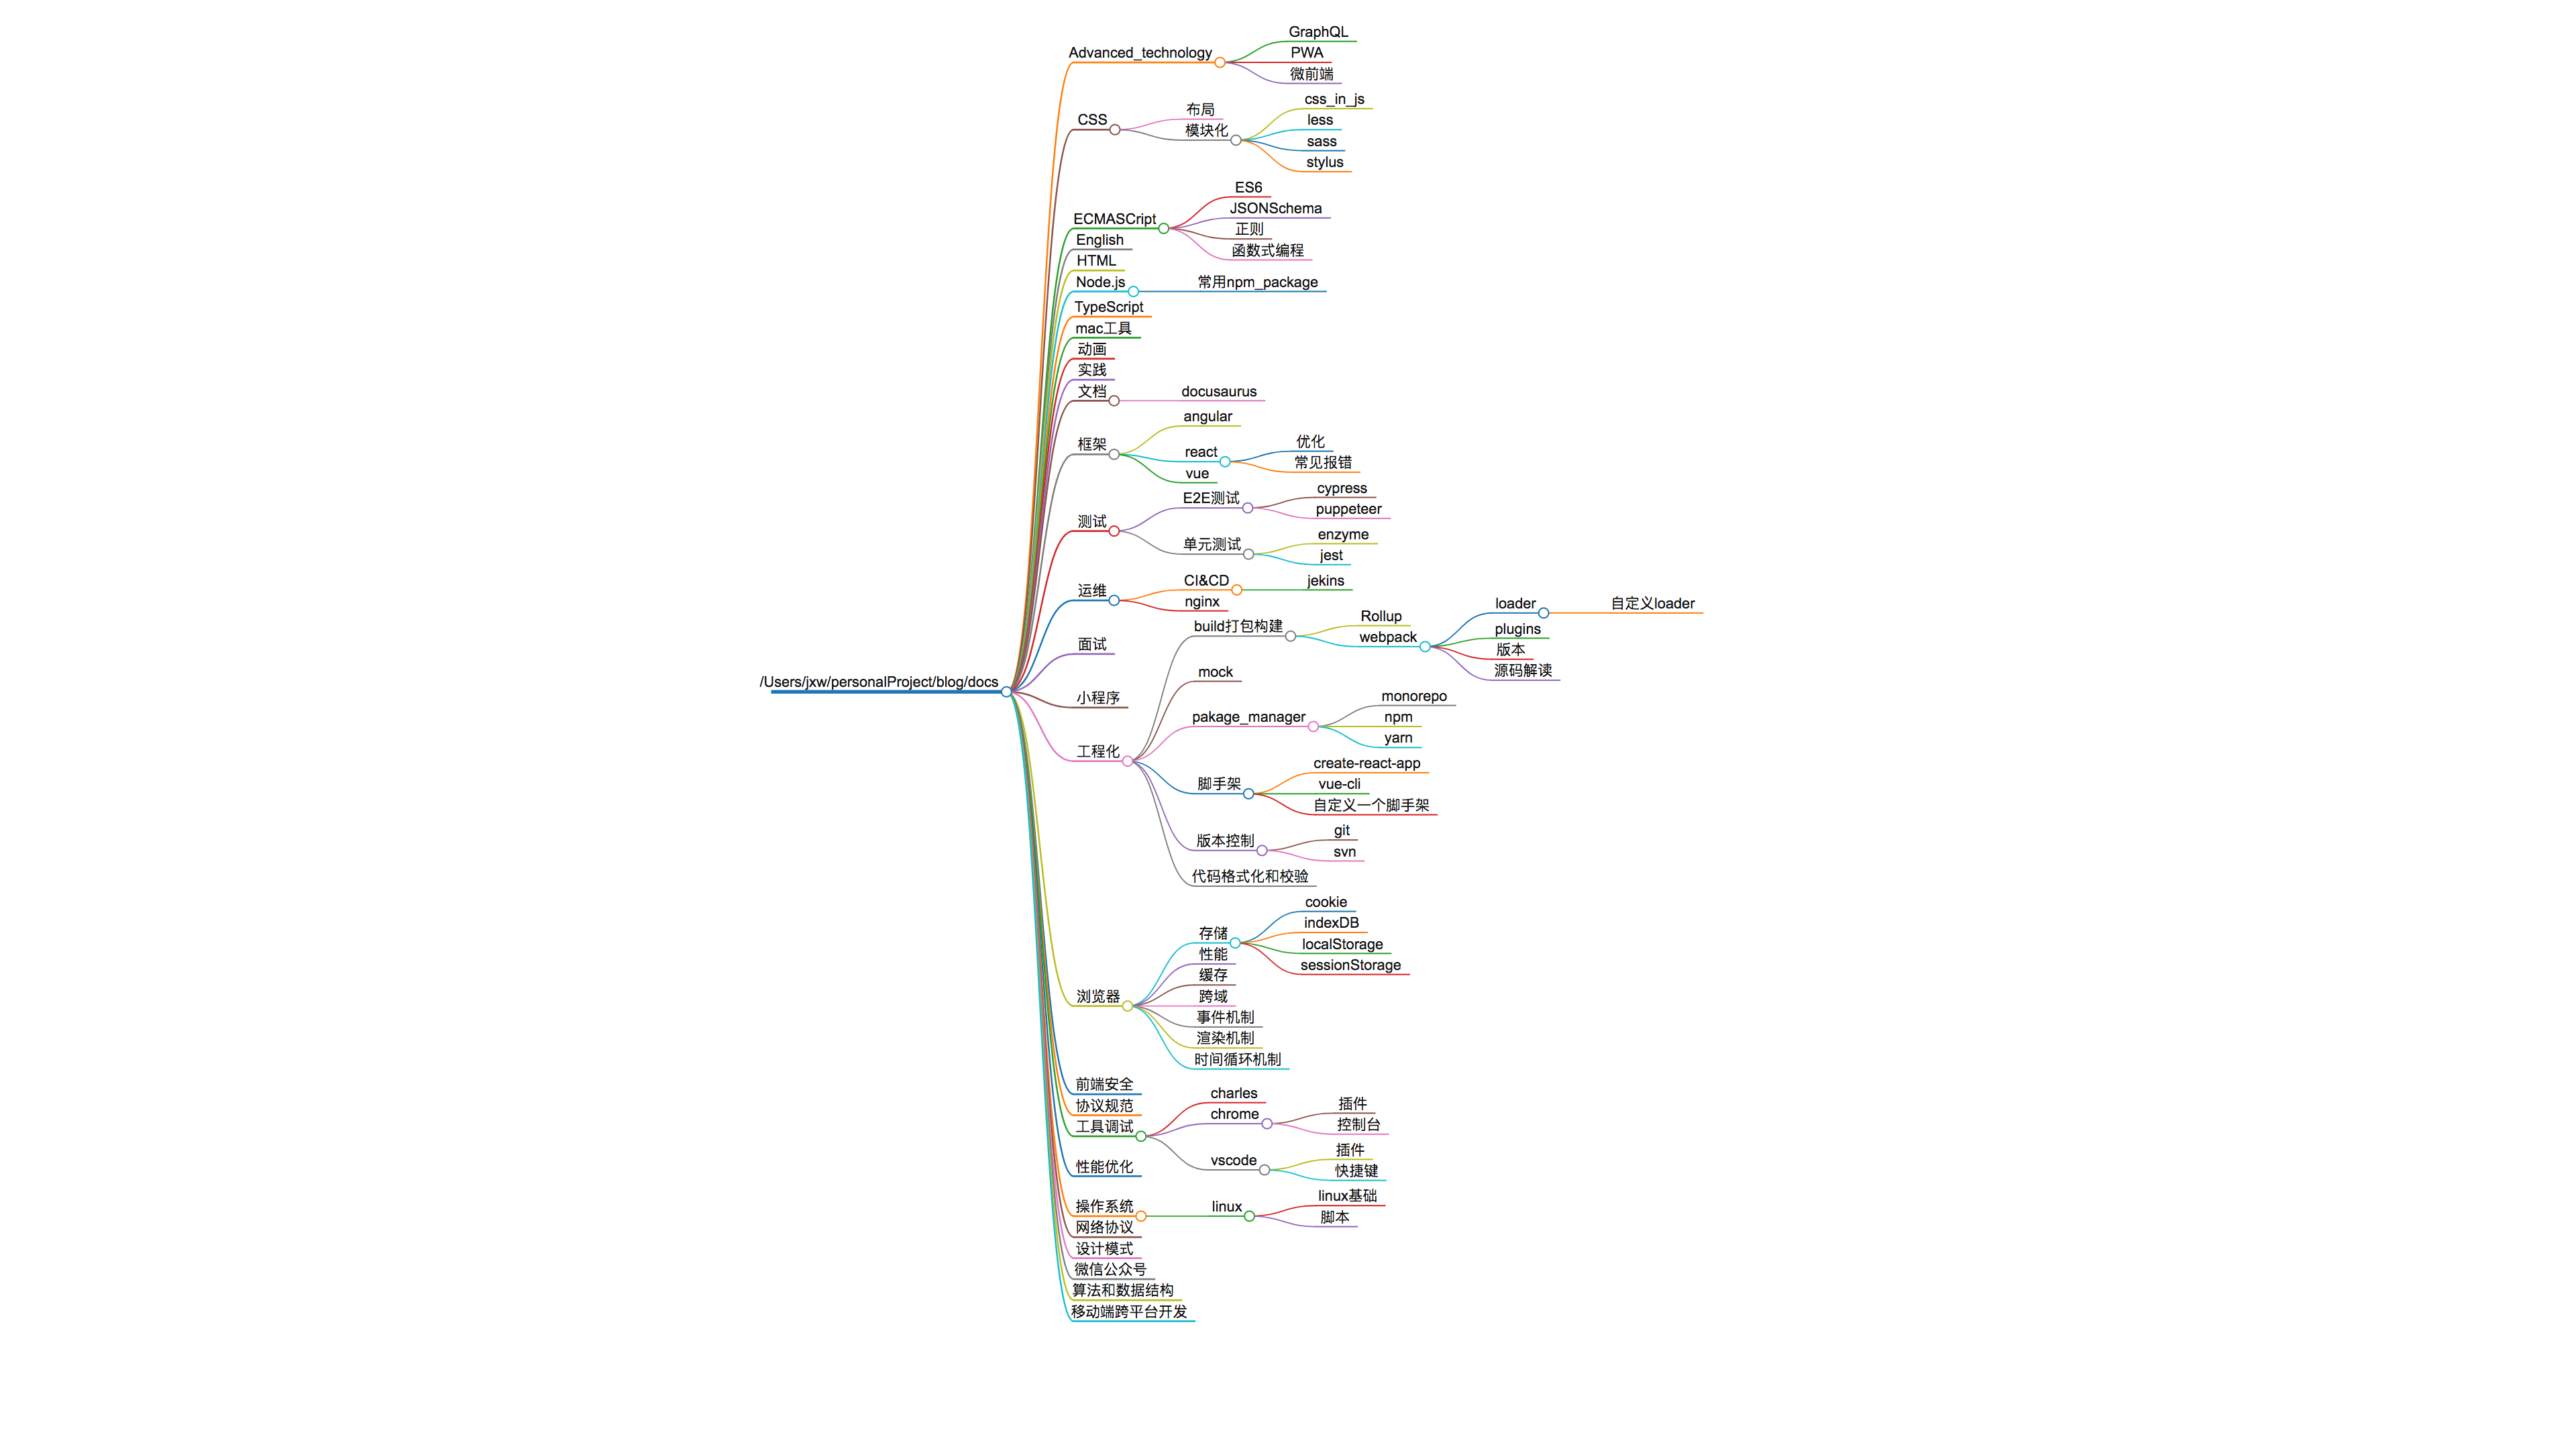 /Users/jxw/personalProject/blog/docs
Advanced_technology
GraphQL
PWA
微前端
CSS
布局
模块化
css_in_js
less
sass
stylus
ECMASCript
ES6
JSONSchema
正则
函数式编程
English
HTML
Node.js
常用npm_package
TypeScript
mac工具
动画
实践
文档
docusaurus
框架
angular
react
优化
常见报错
vue
测试
E2E测试
cypress
puppeteer
单元测试
enzyme
jest
运维
CI&CD
jekins
nginx
面试
小程序
工程化
build打包构建
Rollup
webpack
loader
自定义loader
plugins
版本
源码解读
mock
pakage_manager
monorepo
npm
yarn
脚手架
create-react-app
vue-cli
自定义一个脚手架
版本控制
git
svn
代码格式化和校验
浏览器
存储
cookie
indexDB
localStorage
sessionStorage
性能
缓存
跨域
事件机制
渲染机制
时间循环机制
前端安全
协议规范
工具调试
charles
chrome
插件
控制台
vscode
插件
快捷键
性能优化
操作系统
linux
linux基础
脚本
网络协议
设计模式
微信公众号
算法和数据结构
移动端跨平台开发